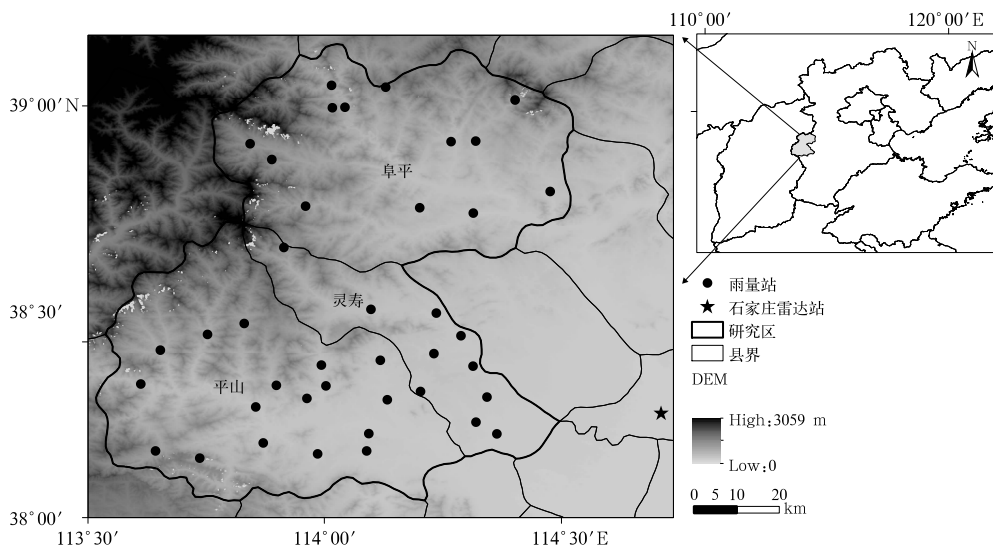 110°00′
120°00′E
N
39°00′N
阜平
灵寿
38°30′
平山
38°00′
113°30′
114°00′
114°30′E
雨量站
石家庄雷达站
研究区
县界
DEM
High:3059 m
Low:0
0 5 10 20
km